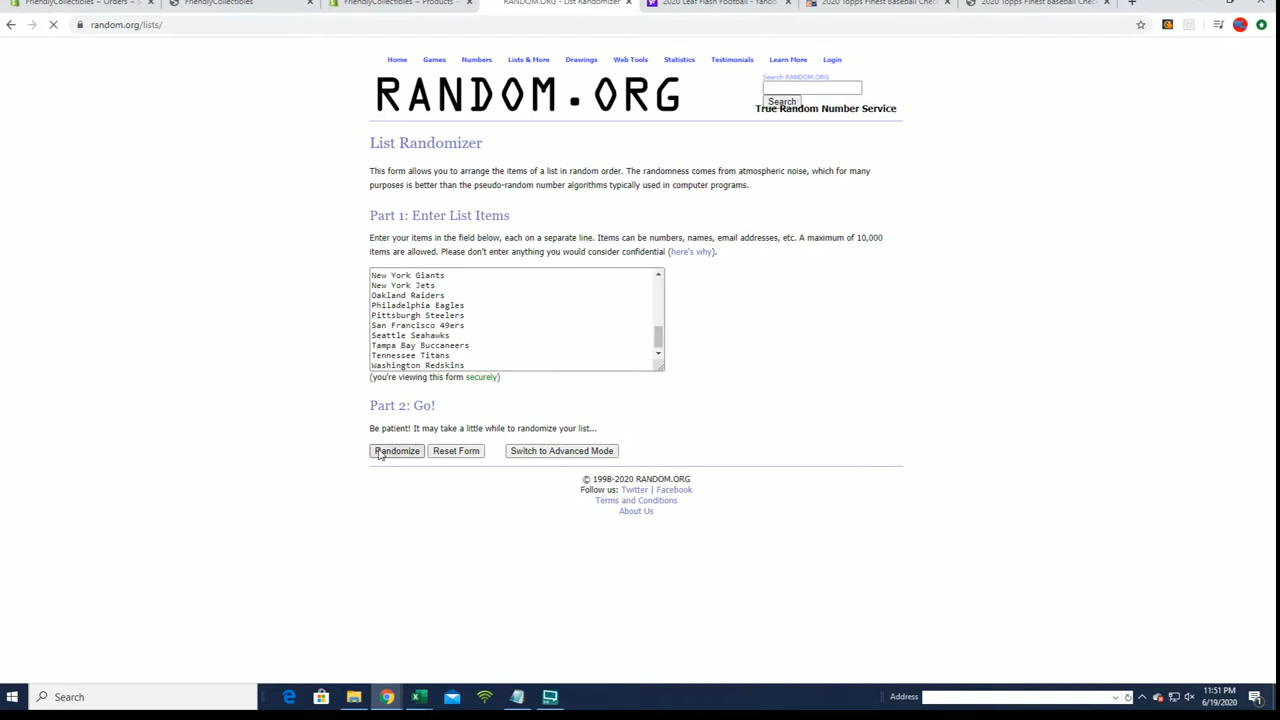 FriendlyCollectibles - Orders -
FriendlyCollectibles
FriendlyCollectibles ~ Products ~
RANDOM.ORG - List Randomizer
2020 Leaf Flash Football - Yahoo
2020 Topps Finest Baseball Chec
2020 Topps Finest Baseball Chec
random.org/lists/
Home Games Numbers Lists & More Drawings Web Tools Statistics Testimonials Learn More Login
RANDOM.ORG
Search RANDOM.ORG
Search
True Random Number Service
List Randomizer
This form allows you to arrange the items of a list in random order. The randomness comes from atmospheric noise, which for many
purposes is better than the pseudo-random number algorithms typically used in computer programs.
Part 1: Enter List Items
Enter your items in the field below, each on a separate line. Items can be numbers, names, email addresses, etc. A maximum of 10,000
items are allowed. Please don't enter anything you would consider confidential (here's why).
New York Giants
New York Jets
Oakland Raiders
Philadelphia Eagles
Pittsburgh Steelers
San Francisco 49ers
Seattle Seahawks
Tampa Bay Buccaneers
Tennessee Titans
Washington Redskins
(you're viewing this form securely)
Part 2: Go!
Be patient! It may take a little while to randomize your list...
Randomize Reset Form Switch to Advanced Mode
© 1998-2020 RANDOM.ORG
Follow us: Twitter | Facebook
Terms and Conditions
About Us
Search
Address
11:51 PM
6/19/2020